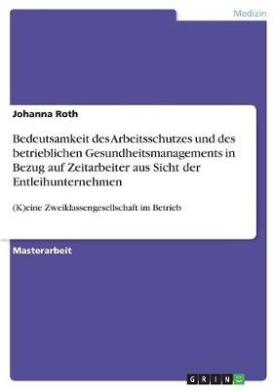 Medizin
Johanna Roth
Bedeutsamkeit des Arbeitsschutzes und des
betrieblichen Gesundheitsmanagements in
Bezug auf Zeitarbeiter aus Sicht der
Entleihunternehmen
(K)eine Zweiklassengesellschaft im Betrieb
Masterarbeit
GRIN